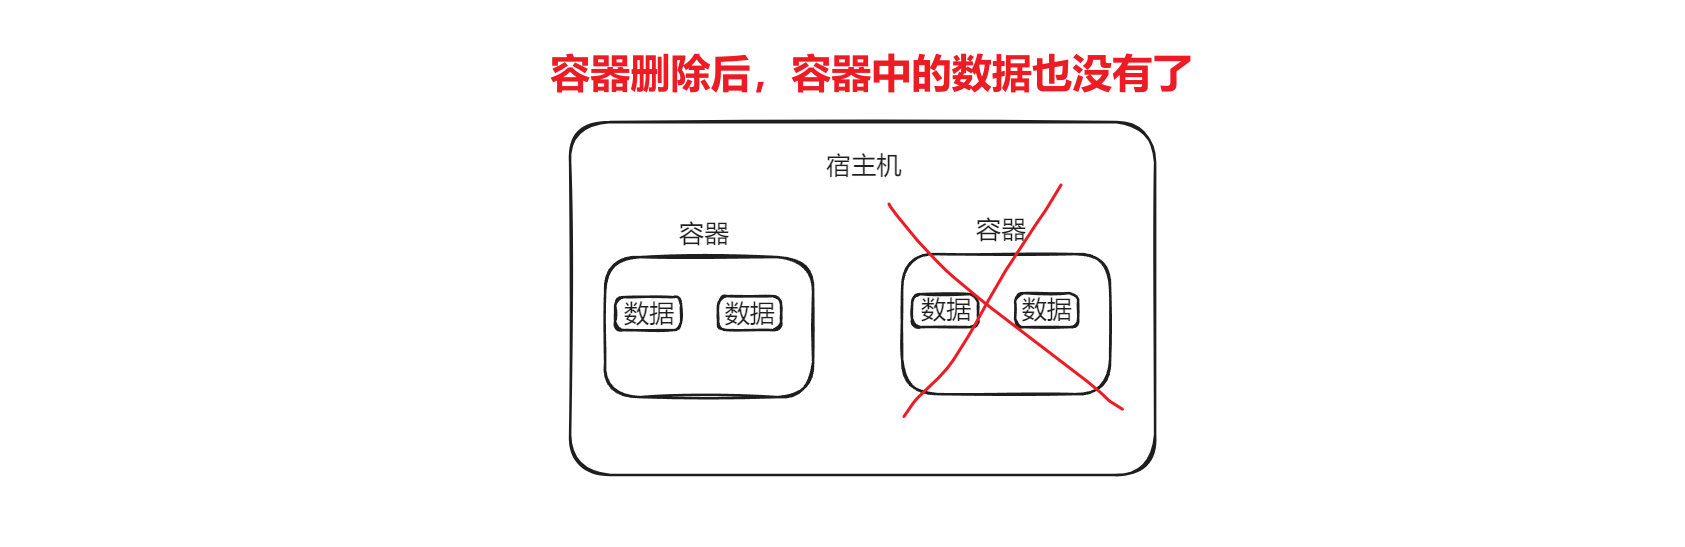 容器删除后，容器中的数据也没有了
宿主机
容器
容器
数据
数据
数据
数据